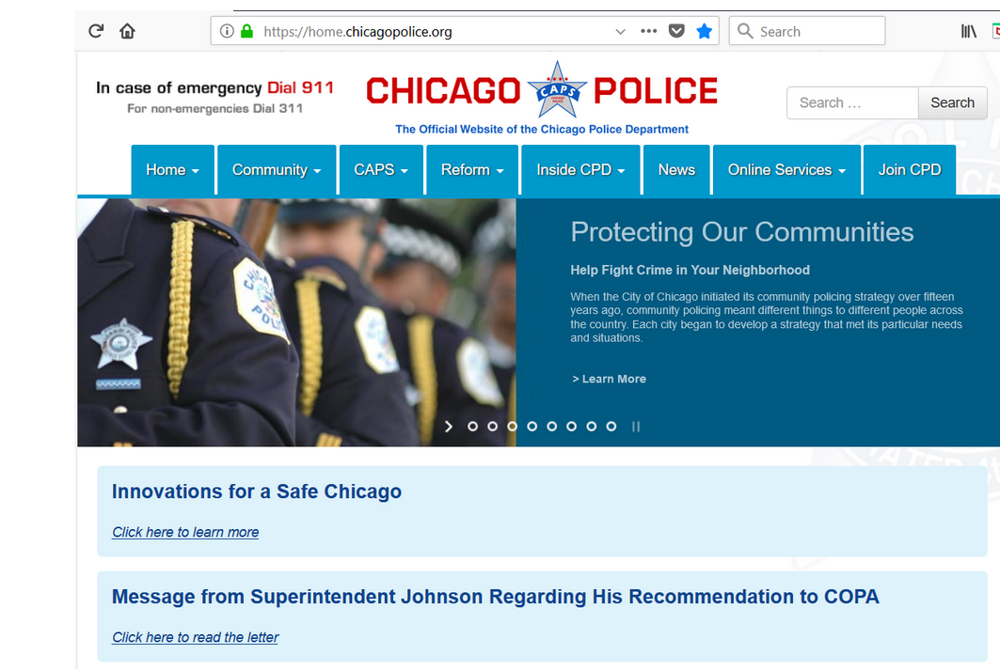 https://home.chicagopolice.org
Search
In case of emergency Dial 911
For non-emergencies Dial 311
CHICAGO CAPS POLICE
The Official Website of the Chicago Police Department
Search …
Search
Home
Community
CAPS
Reform
Inside CPD
News
Online Services
Join CPD
CHICAGO
POLICE
Protecting Our Communities
Help Fight Crime in Your Neighborhood
When the City of Chicago initiated its community policing strategy over fifteen
years ago, community policing meant different things to different people across
the country. Each city began to develop a strategy that met its particular needs
and situations.
> Learn More
Innovations for a Safe Chicago
Click here to learn more
Message from Superintendent Johnson Regarding His Recommendation to COPA
Click here to read the letter